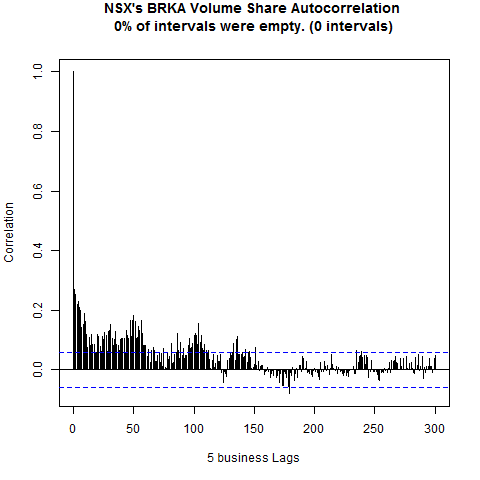 NSX's BRKA Volume Share Autocorrelation
0% of intervals were empty. (0 intervals)
Correlation
1.0
0.8
0.6
0.4
0.2
0.0
0 50 100 150 200 250 300
5 business Lags